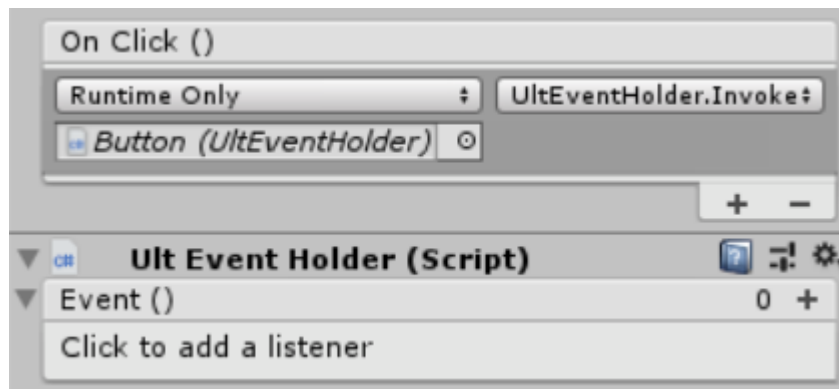 On Click ()
Runtime Only UltEventHolder.Invoke
Button (UltEventHolder)
+ −
c# Ult Event Holder (Script)
Event () 0 +
Click to add a listener